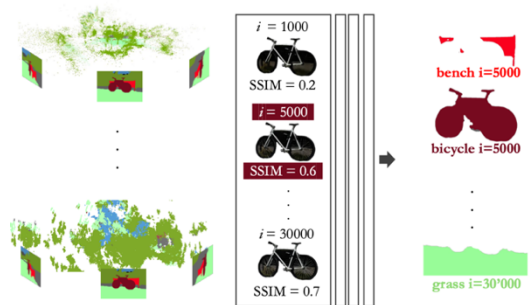 i = 1000
SSIM = 0.2
i = 5000
SSIM = 0.6
i = 30000
SSIM = 0.7
bench i=5000
bicycle i=5000
grass i=30'000